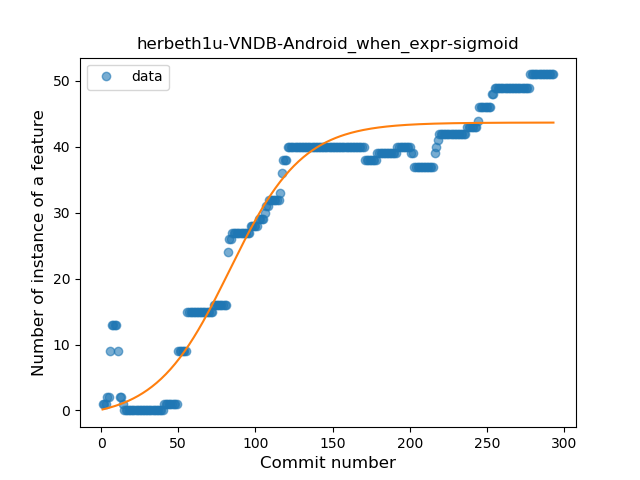 herbeth1u-VNDB-Android_when_expr-sigmoid
data
Number of instance of a feature
50
40
30
20
10
0
0 50 100 150 200 250 300
Commit number